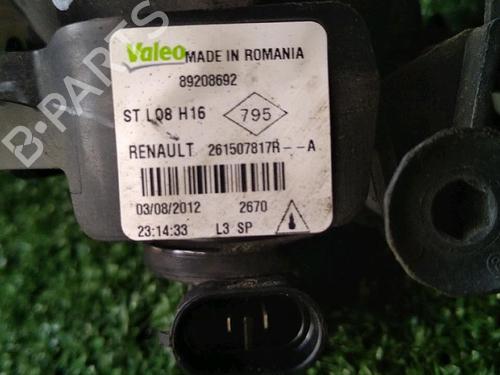 Valeo MADE IN ROMANIA
89208692
ST L08 H16 795
RENAULT 261507817R--A
03/08/2012 2670
23:14:33 L3 SP
B-PARTS